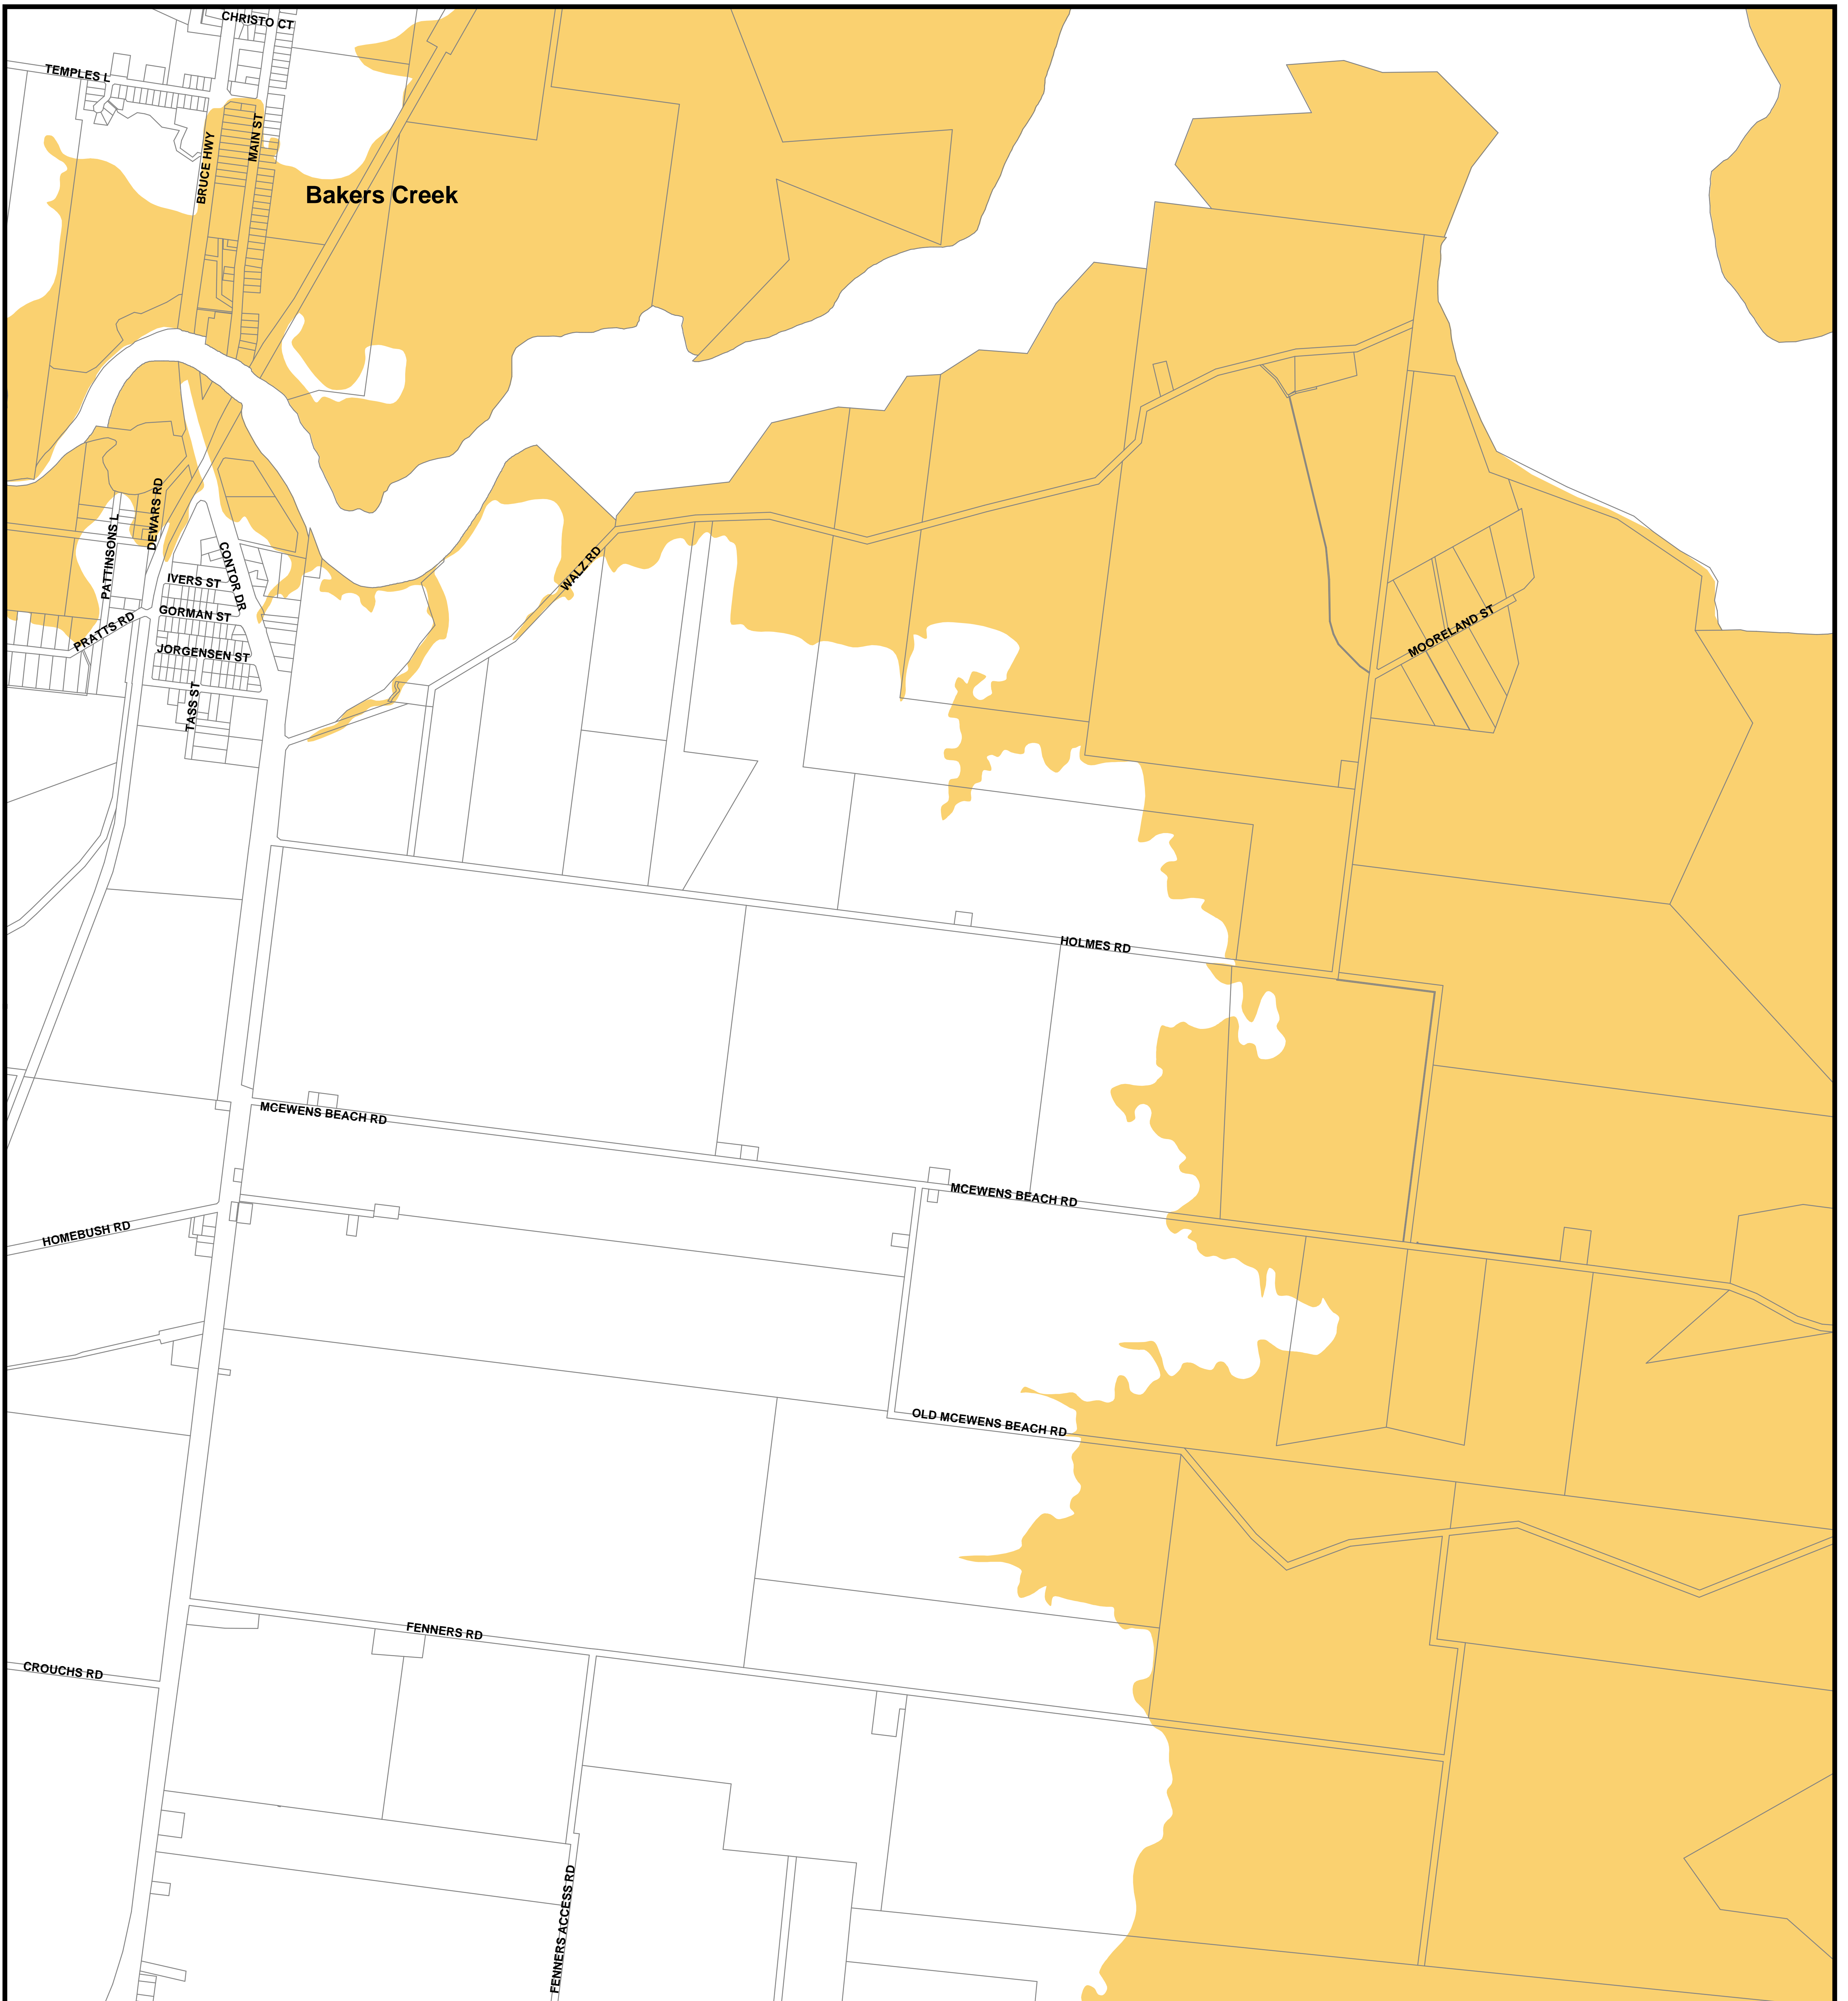 CHRISTO CT
TEMPLES L
MAIN ST
BRUCE HWY
Bakers Creek
DEWARS RD
PATTINSONS L
CONTOR DR
WALZ RD
IVERS ST
GORMAN ST
PRATTS RD
MOORELAND ST
JORGENSEN ST
TASS ST
HOLMES RD
MCEWENS BEACH RD
MCEWENS BEACH RD
HOMEBUSH RD
OLD MCEWENS BEACH RD
FENNERS RD
CROUCHS RD
FENNERS ACCESS RD